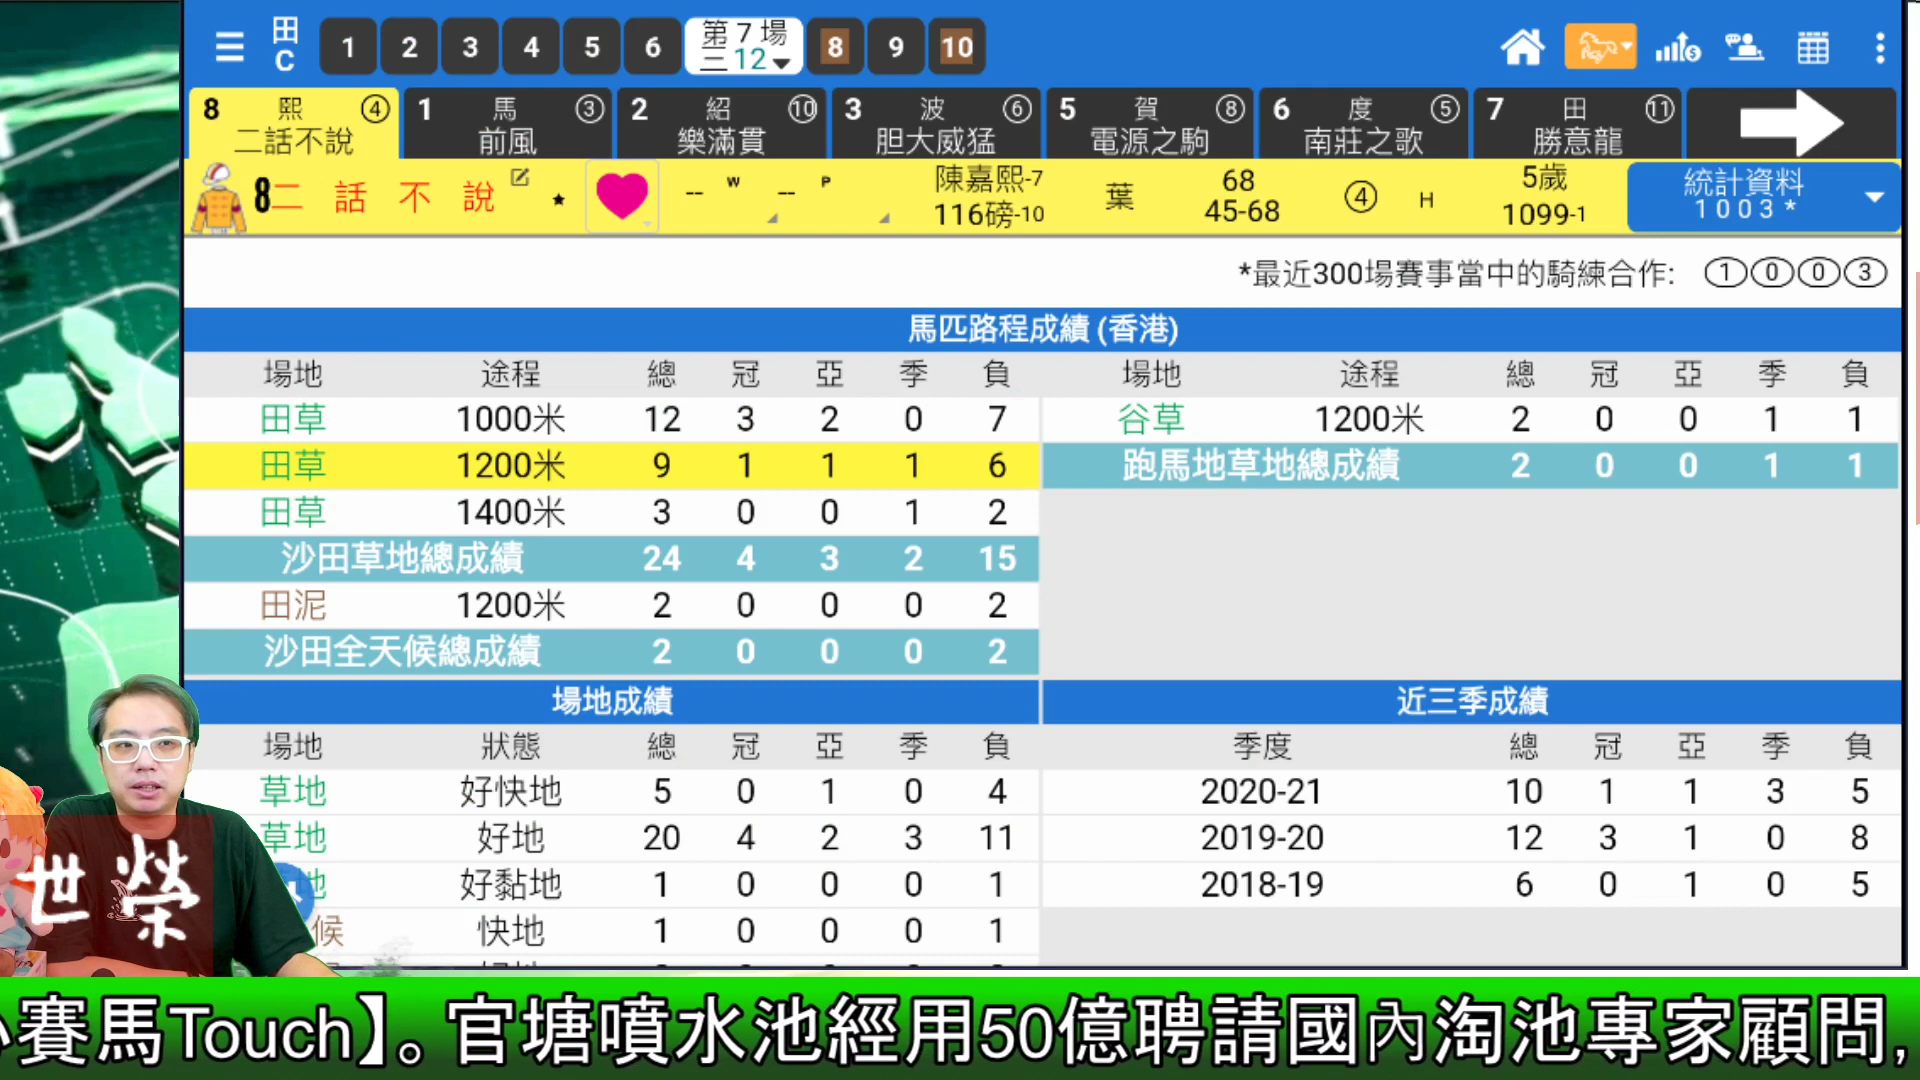 田
C
1
2
3
4
5
6
第7場
三12
8
9
10
8 熙 ④
二話不說
1 馬 ③
前風
2 紹 ⑩
樂滿貫
3 波 ⑥
胆大威猛
5 賀 ⑧
電源之駒
6 度 ⑤
南莊之歌
7 田 ⑪
勝意龍
8二話不說 ★
-- W -- P
陳嘉熙-7
116磅-10
葉
68
45-68
④
H
5歲
1099-1
統計資料
1003*
*最近300場賽事當中的騎練合作: ①⓪⓪③
馬匹路程成績 (香港)
場地 途程 總 冠 亞 季 負
田草 1000米 12 3 2 0 7
田草 1200米 9 1 1 1 6
田草 1400米 3 0 0 1 2
沙田草地總成績 24 4 3 2 15
田泥 1200米 2 0 0 0 2
沙田全天候總成績 2 0 0 0 2
場地 途程 總 冠 亞 季 負
谷草 1200米 2 0 0 1 1
跑馬地草地總成績 2 0 0 1 1
場地成績
場地 狀態 總 冠 亞 季 負
草地 好快地 5 0 1 0 4
草地 好地 20 4 2 3 11
地 好黏地 1 0 0 0 1
候 快地 1 0 0 0 1
近三季成績
季度 總 冠 亞 季 負
2020-21 10 1 1 3 5
2019-20 12 3 1 0 8
2018-19 6 0 1 0 5
世榮
賽馬Touch】。官塘噴水池經用50億聘請國內淘池專家顧問,